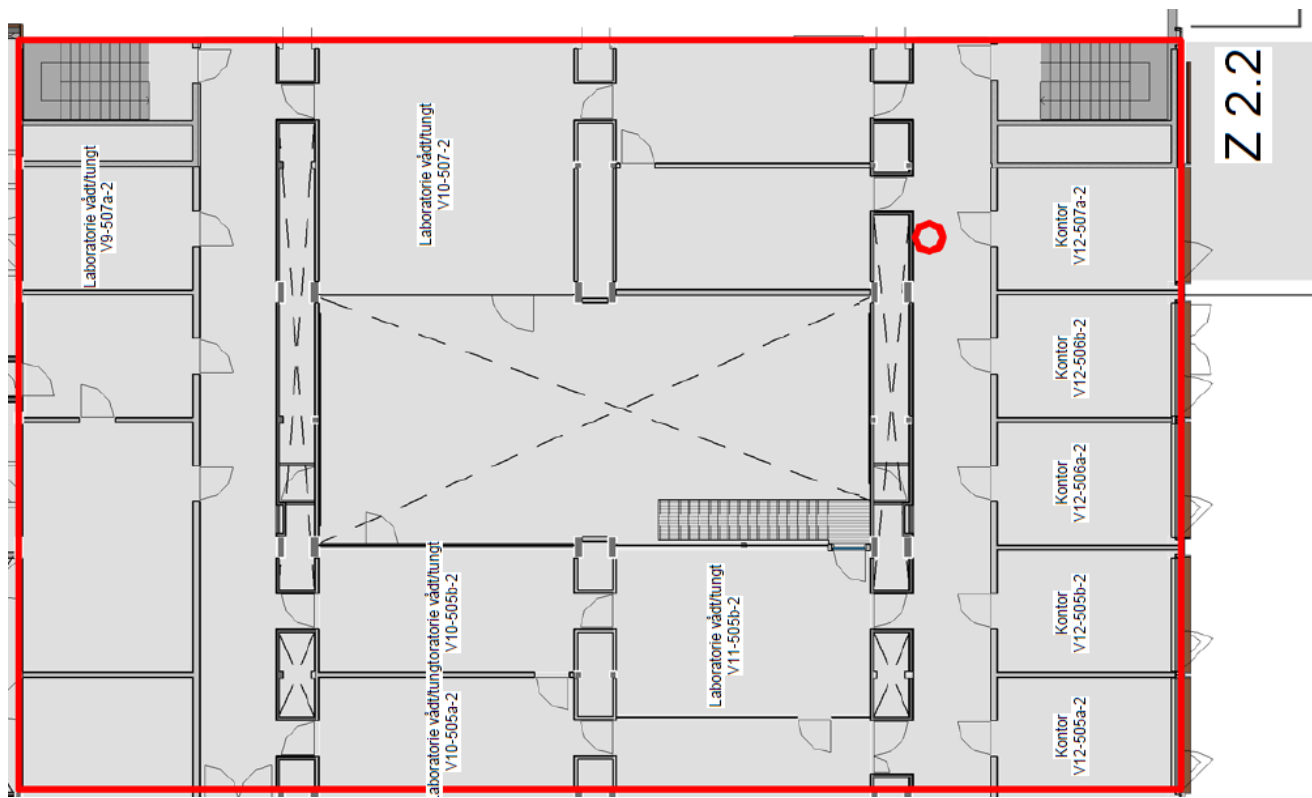 Z 2.2
Laboratorie vådt/tungt
V9-507a-2
Laboratorie vådt/tungt
V10-507-2
Kontor
V12-507a-2
Kontor
V12-506b-2
Kontor
V12-506a-2
Laboratorie vådt/tungtoratorie vådt/tungt
V10-505a-2
V10-505b-2
Laboratorie vådt/tungt
V11-505b-2
Kontor
V12-505b-2
Kontor
V12-505a-2